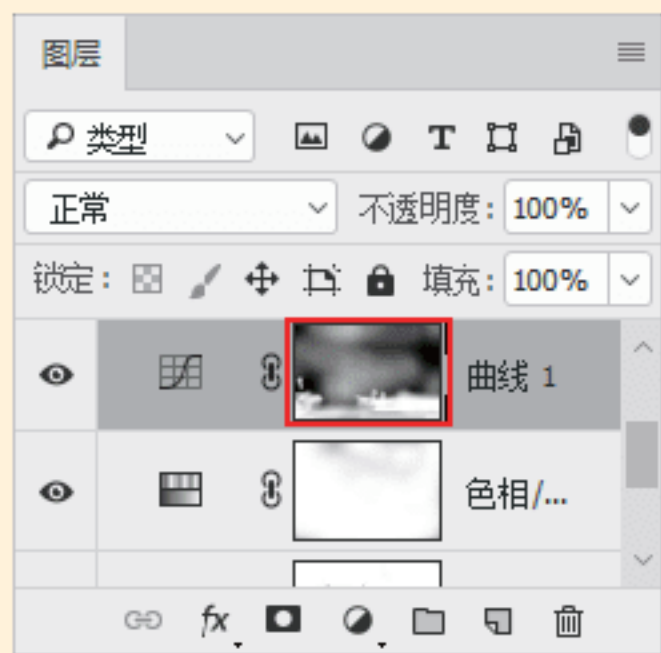 图层
类型
正常 不透明度: 100%
锁定: 填充: 100%
曲线 1
色相/...
fx